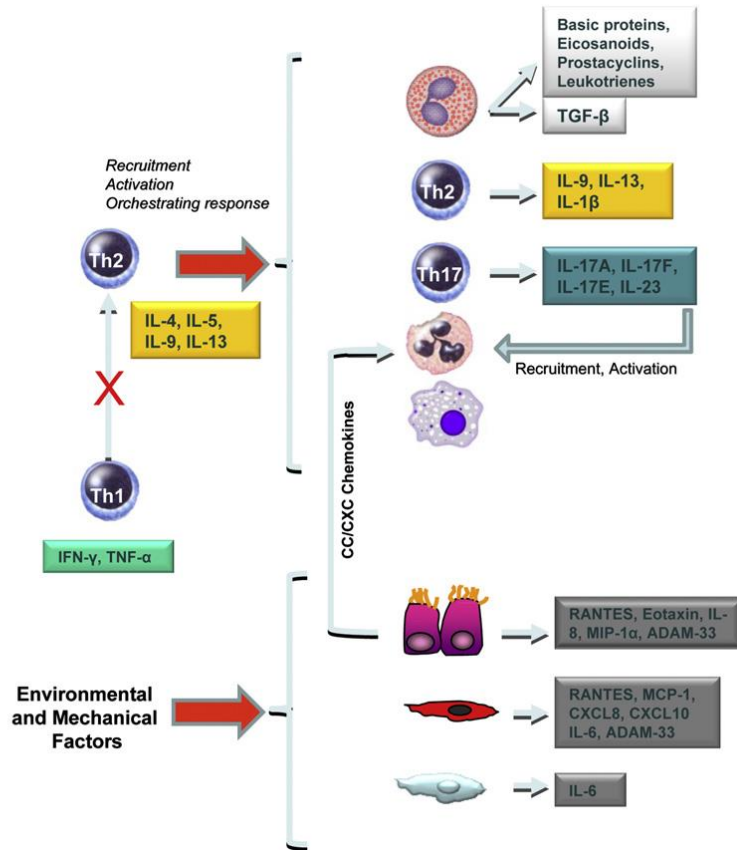 Basic proteins,
Eicosanoids,
Prostacyclins,
Leukotrienes
TGF-β
Recruitment
Activation
Orchestrating response
Th2
IL-4, IL-5,
IL-9, IL-13
Th2
IL-9, IL-13,
IL-1β
Th17
IL-17A, IL-17F,
IL-17E, IL-23
Recruitment, Activation
X
Th1
IFN-γ, TNF-α
CC/CXC Chemokines
RANTES, Eotaxin, IL-
8, MIP-1α, ADAM-33
Environmental
and Mechanical
Factors
RANTES, MCP-1,
CXCL8, CXCL10
IL-6, ADAM-33
IL-6